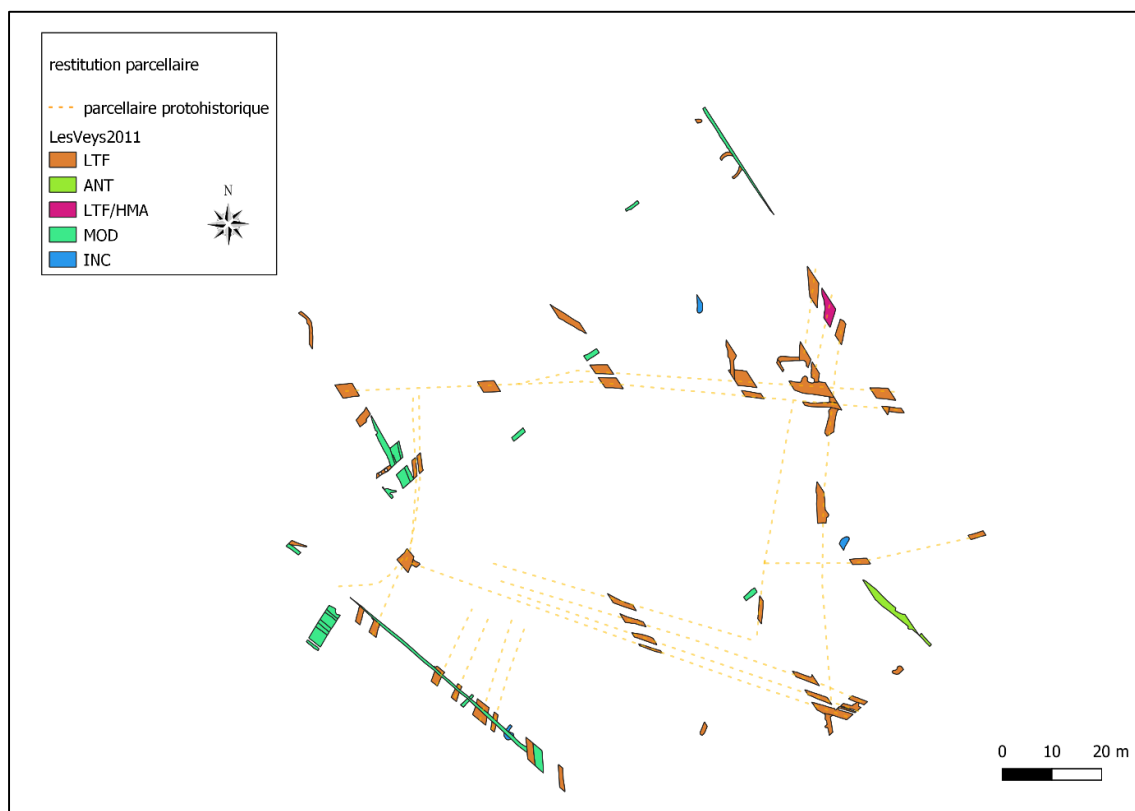 restitution parcellaire
parcellaire protohistorique
LesVeys2011
LTF
ANT
LTF/HMA
MOD
INC
N
0 10 20 m